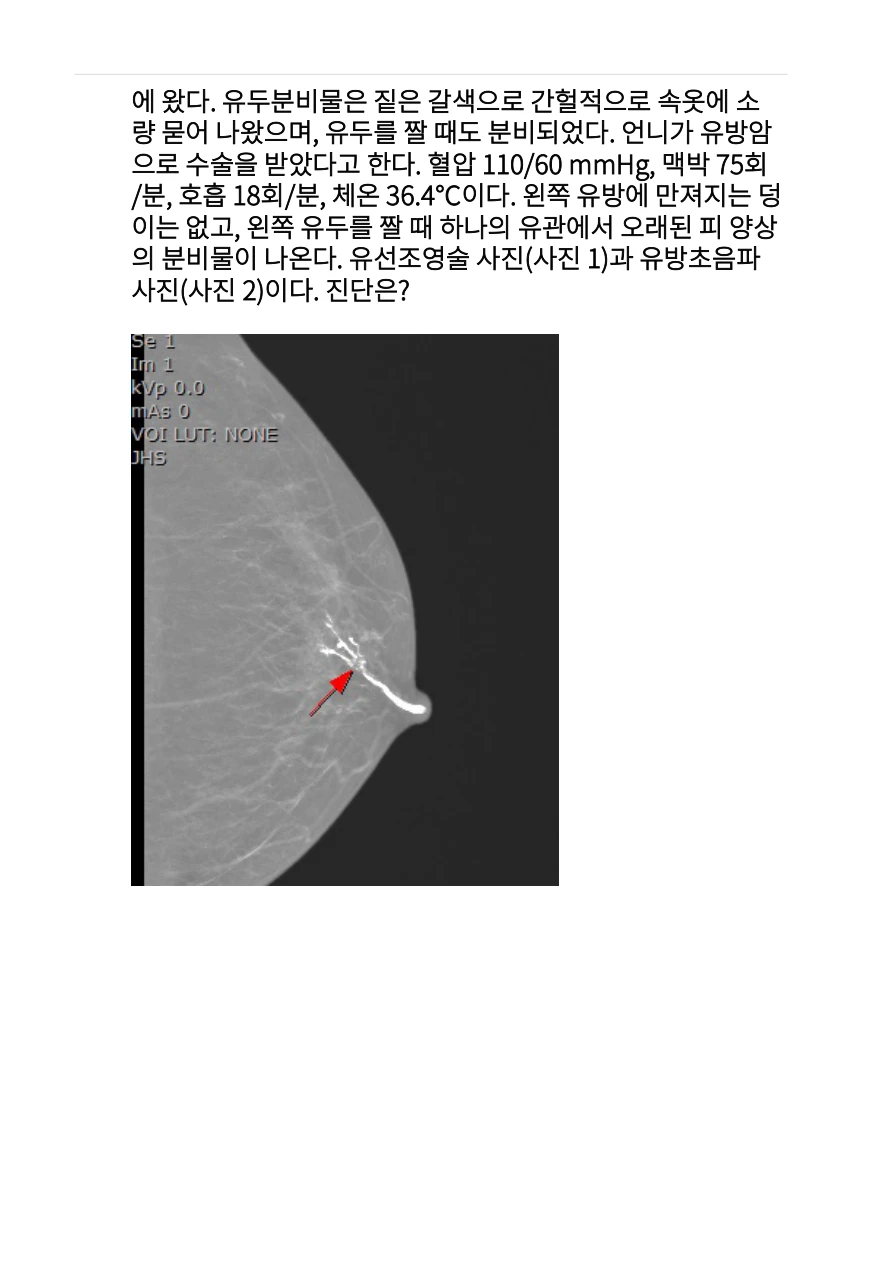 에 왔다. 유두분비물은 짙은 갈색으로 간헐적으로 속옷에 소
량 묻어 나왔으며, 유두를 짤 때도 분비되었다. 언니가 유방암
으로 수술을 받았다고 한다. 혈압 110/60 mmHg, 맥박 75회
/분, 호흡 18회/분, 체온 36.4°C이다. 왼쪽 유방에 만져지는 덩
이는 없고, 왼쪽 유두를 짤 때 하나의 유관에서 오래된 피 양상
의 분비물이 나온다. 유선조영술 사진(사진 1)과 유방초음파
사진(사진 2)이다. 진단은?
Se 1
Im 1
kVp 0.0
mAs 0
VOI LUT: NONE
JHS